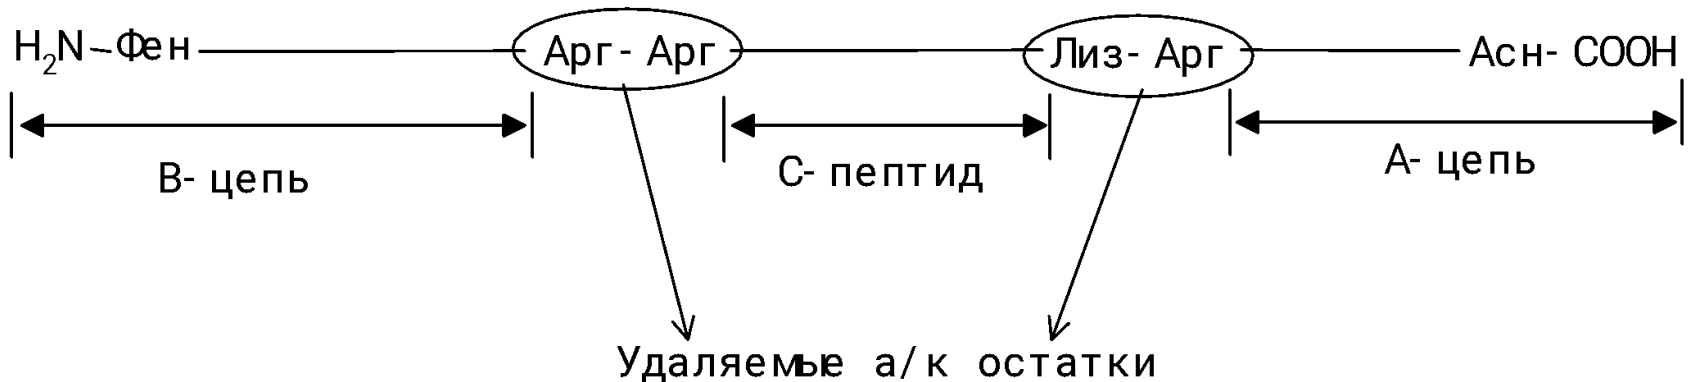 H₂N-Фен Арг-Арг Лиз-Арг Асн-COOH
В-цепь С-пептид А-цепь
Удаляемые а/к остатки